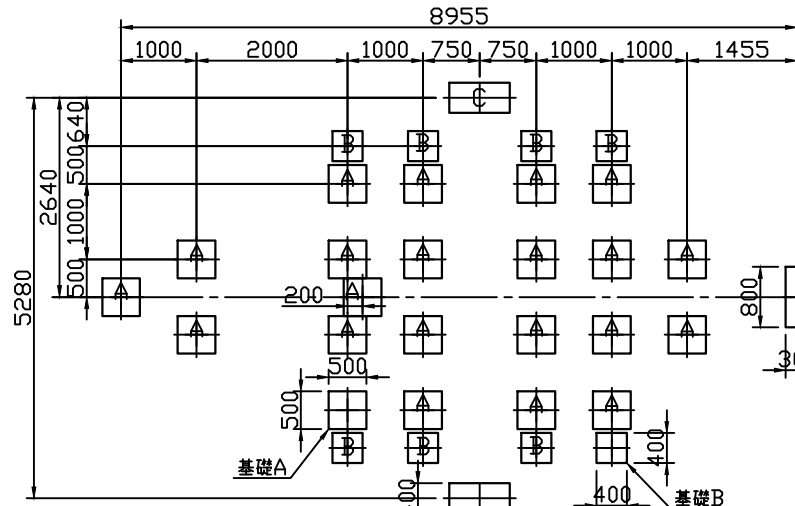 8955
1000 2000 1000 750 750 1000 1000 1455
C
640
B B B B
500
A A A A
2640
1000
A A A A A A
500
A A
200
800
5280
A A A A A A
500
500
A A A
400
B B B
基礎A
400
基礎B